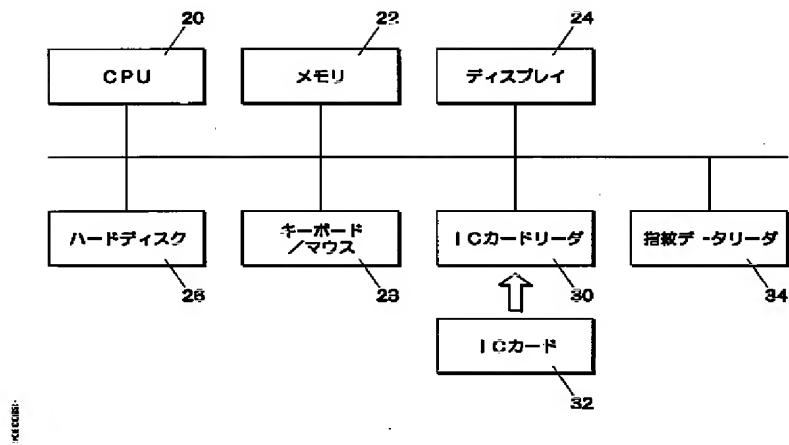 20
22
24
CPU
メモリ
ディスプレイ
ハードディスク
キーボード
/マウス
ICカードリーダ
指紋データリーダ
26
28
30
34
ICカード
32